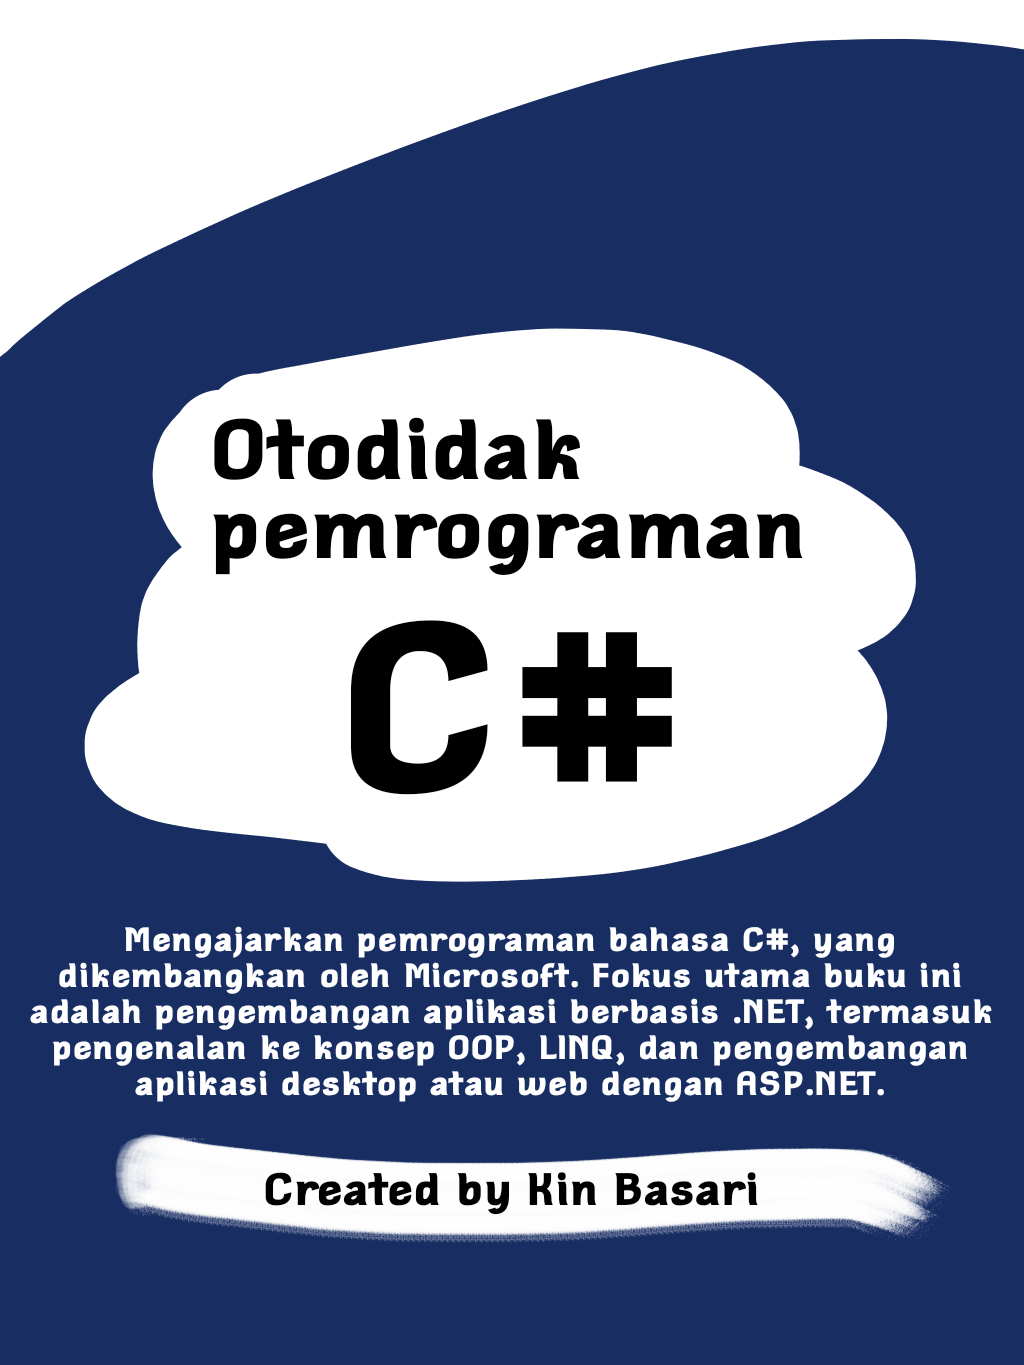 Otodidak
pemrograman
C#
Mengajarkan pemrograman bahasa C#, yang
dikembangkan oleh Microsoft. Fokus utama buku ini
adalah pengembangan aplikasi berbasis .NET, termasuk
pengenalan ke konsep OOP, LINQ, dan pengembangan
aplikasi desktop atau web dengan ASP.NET.
Created by Kin Basari